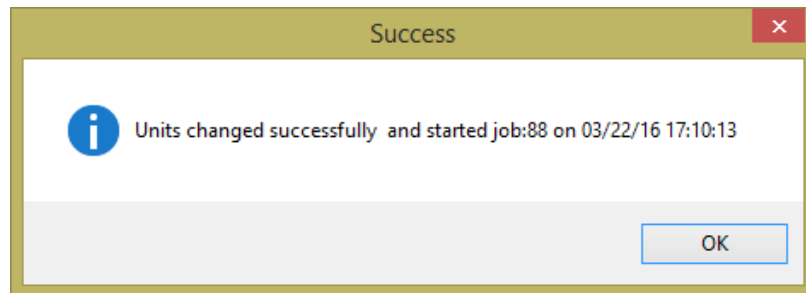 Success
Units changed successfully  and started job:88 on 03/22/16 17:10:13
OK